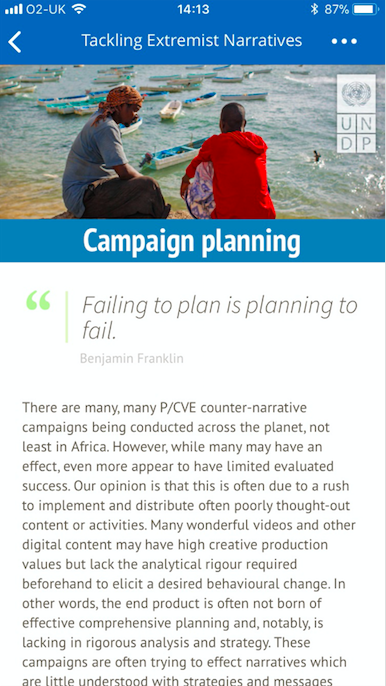 O2-UK 14:13 87%
Tackling Extremist Narratives
U N
D P
Campaign planning
“ Failing to plan is planning to
fail.
Benjamin Franklin
There are many, many P/CVE counter-narrative
campaigns being conducted across the planet, not
least in Africa. However, while many may have an
effect, even more appear to have limited evaluated
success. Our opinion is that this is often due to a rush
to implement and distribute often poorly thought-out
content or activities. Many wonderful videos and other
digital content may have high creative production
values but lack the analytical rigour required
beforehand to elicit a desired behavioural change. In
other words, the end product is often not born of
effective comprehensive planning and, notably, is
lacking in rigorous analysis and strategy. These
campaigns are often trying to effect narratives which
are little understood with strategies and messages